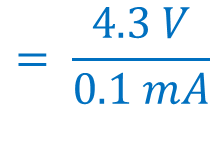 = 4.3 V
0.1 mA